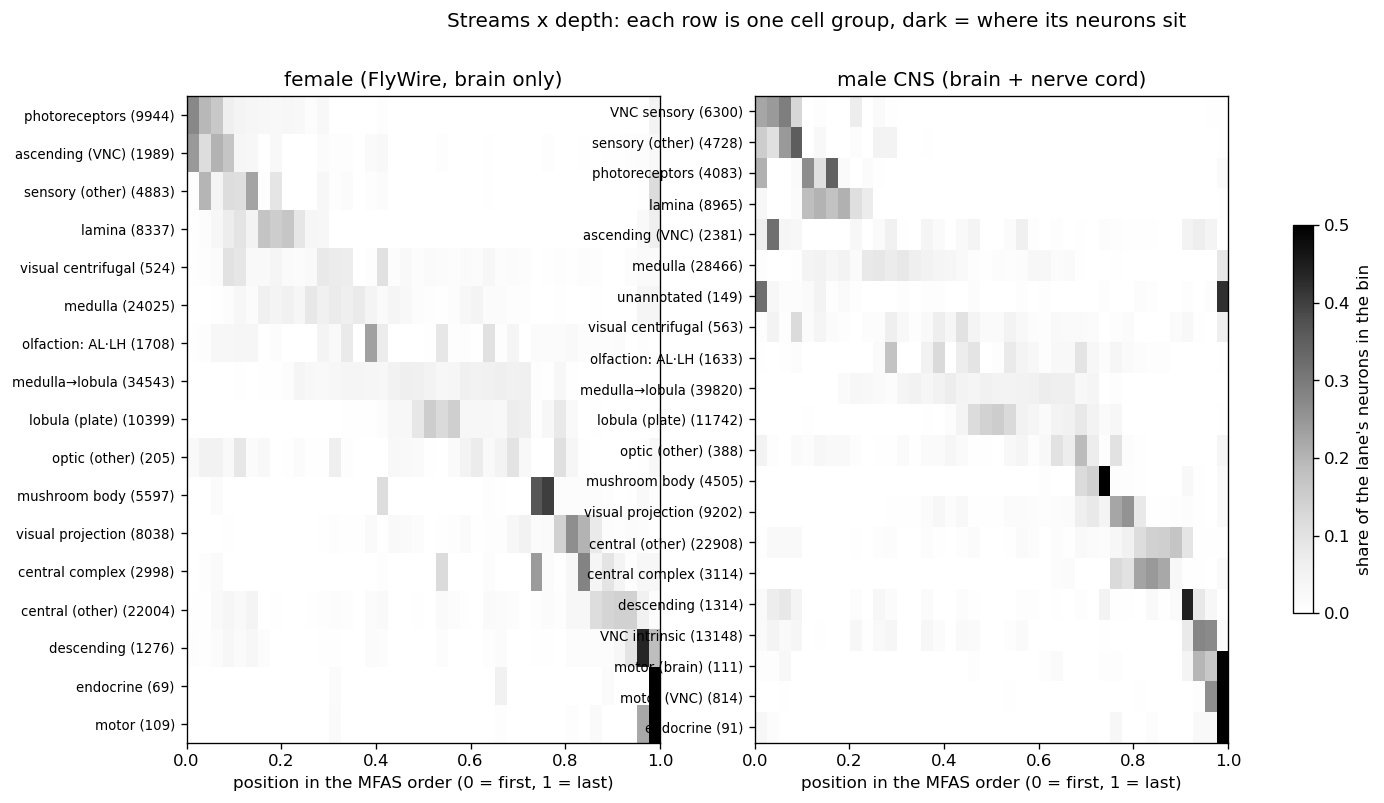 Streams x depth: each row is one cell group, dark = where its neurons sit
female (FlyWire, brain only)
photoreceptors (9944)
ascending (VNC) (1989)
sensory (other) (4883)
lamina (8337)
visual centrifugal (524)
medulla (24025)
olfaction: AL·LH (1708)
medulla→lobula (34543)
lobula (plate) (10399)
optic (other) (205)
mushroom body (5597)
visual projection (8038)
central complex (2998)
central (other) (22004)
descending (1276)
endocrine (69)
motor (109)
0.0 0.2 0.4 0.6 0.8 1.0
position in the MFAS order (0 = first, 1 = last)
male CNS (brain + nerve cord)
VNC sensory (6300)
sensory (other) (4728)
photoreceptors (4083)
lamina (8965)
ascending (VNC) (2381)
medulla (28466)
unannotated (149)
visual centrifugal (563)
olfaction: AL·LH (1633)
medulla→lobula (39820)
lobula (plate) (11742)
optic (other) (388)
mushroom body (4505)
visual projection (9202)
central (other) (22908)
central complex (3114)
descending (1314)
VNC intrinsic (13148)
motor (brain) (111)
motor (VNC) (814)
endocrine (91)
0.0 0.2 0.4 0.6 0.8 1.0
position in the MFAS order (0 = first, 1 = last)
0.5
0.4
0.3
0.2
0.1
0.0
share of the lane's neurons in the bin